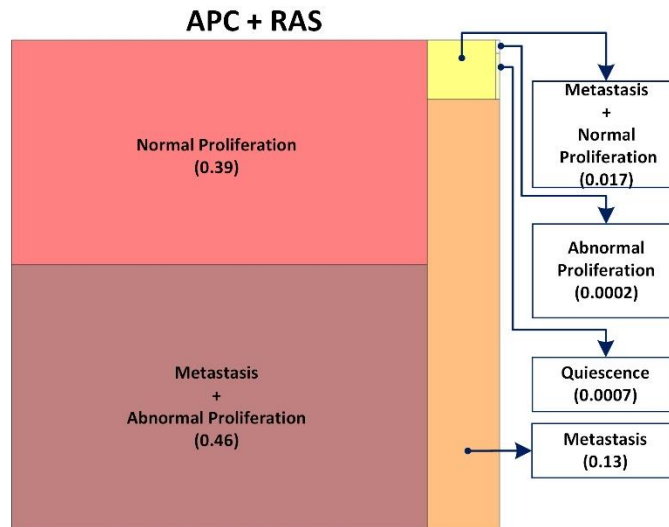 APC + RAS
Normal Proliferation
(0.39)
Metastasis
+
Abnormal Proliferation
(0.46)
Metastasis
+
Normal
Proliferation
(0.017)
Abnormal
Proliferation
(0.0002)
Quiescence
(0.0007)
Metastasis
(0.13)